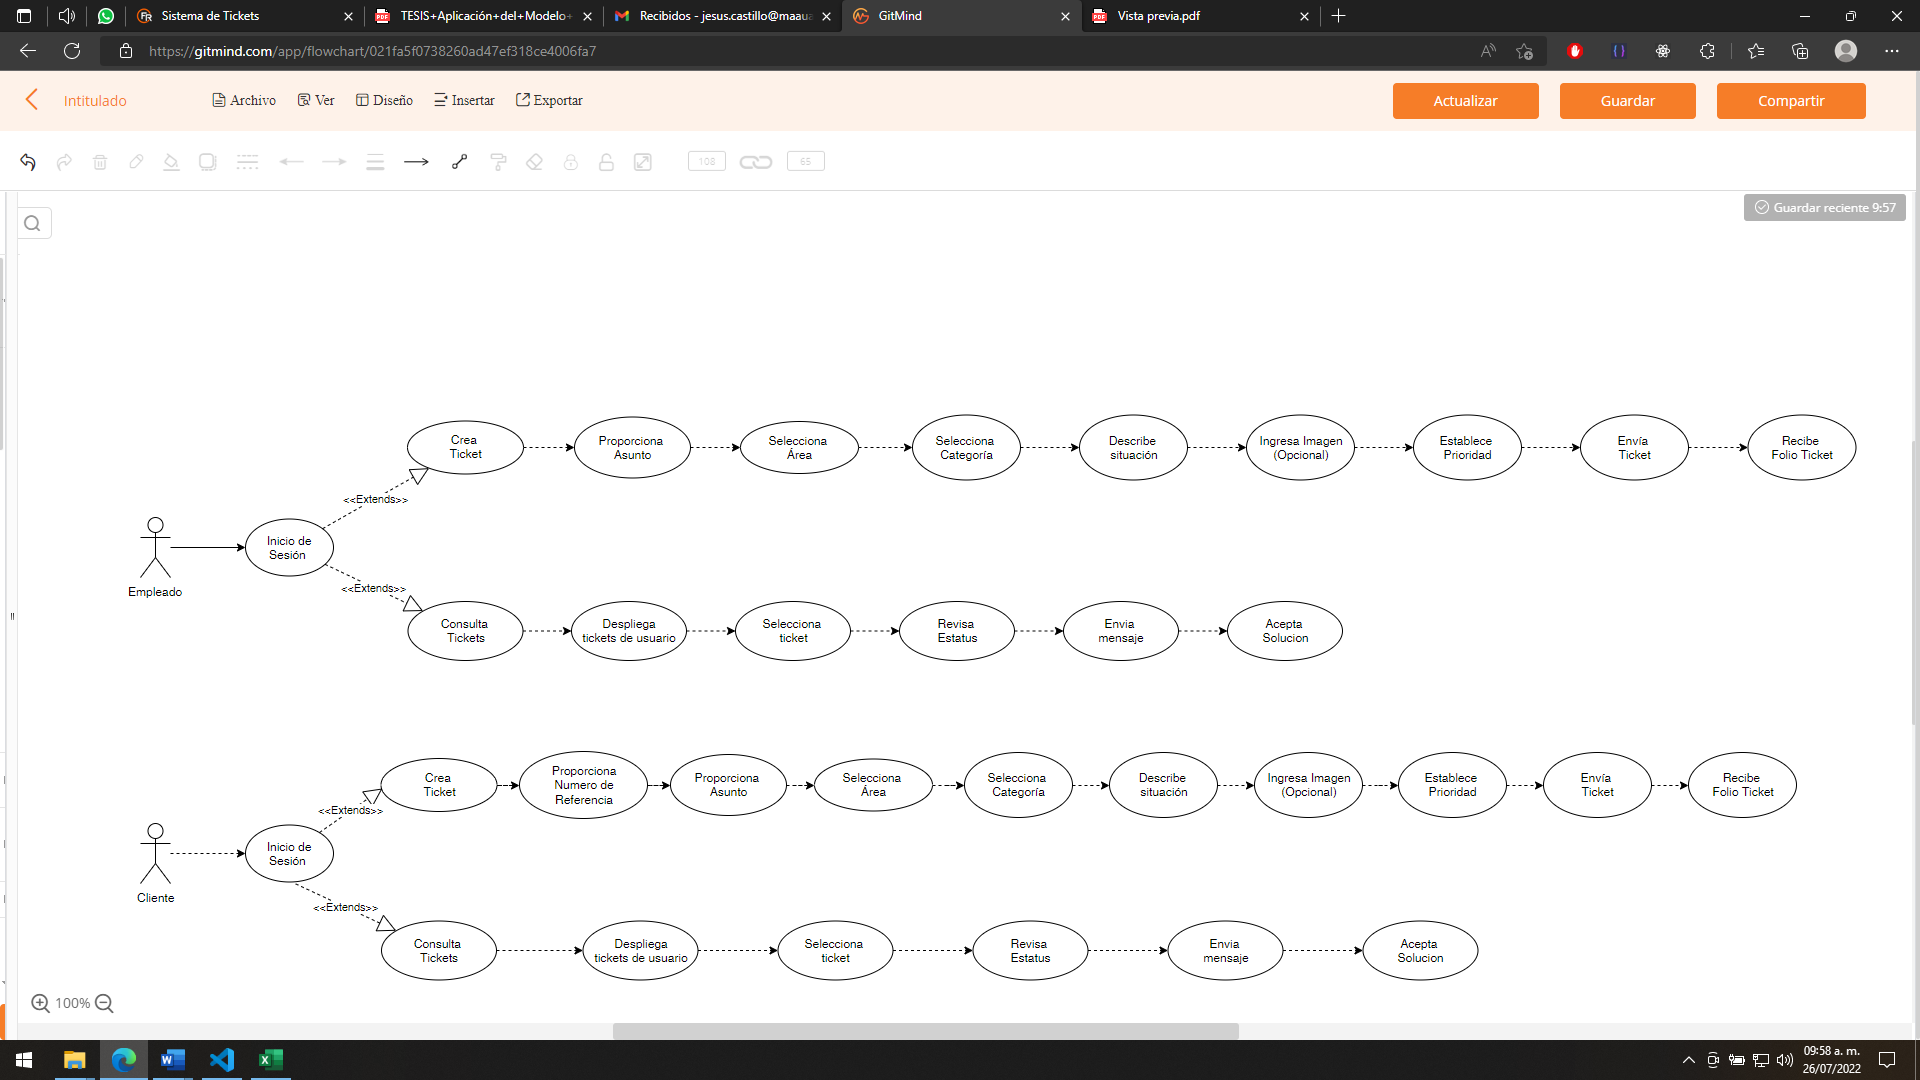 Sistema de Tickets
TESIS+Aplicación+del+Modelo+
Recibidos - jesus.castillo@maaua
GitMind
Vista previa.pdf
https://gitmind.com/app/flowchart/021fa5f0738260ad47ef318ce4006fa7
Intitulado
Archivo
Ver
Diseño
Insertar
Exportar
Actualizar
Guardar
Compartir
108
65
Guardar reciente 9:57
Crea
Ticket
Proporciona
Asunto
Selecciona
Área
Selecciona
Categoría
Describe
situación
Ingresa Imagen
(Opcional)
Establece
Prioridad
Envía
Ticket
Recibe
Folio Ticket
<<Extends>>
Inicio de
Sesión
Empleado
<<Extends>>
Consulta
Tickets
Despliega
tickets de usuario
Selecciona
ticket
Revisa
Estatus
Envia
mensaje
Acepta
Solucion
Crea
Ticket
Proporciona
Numero de
Referencia
Proporciona
Asunto
Selecciona
Área
Selecciona
Categoría
Describe
situación
Ingresa Imagen
(Opcional)
Establece
Prioridad
Envía
Ticket
Recibe
Folio Ticket
<<Extends>>
Inicio de
Sesión
Cliente
<<Extends>>
Consulta
Tickets
Despliega
tickets de usuario
Selecciona
ticket
Revisa
Estatus
Envia
mensaje
Acepta
Solucion
100%
09:58 a. m.
26/07/2022